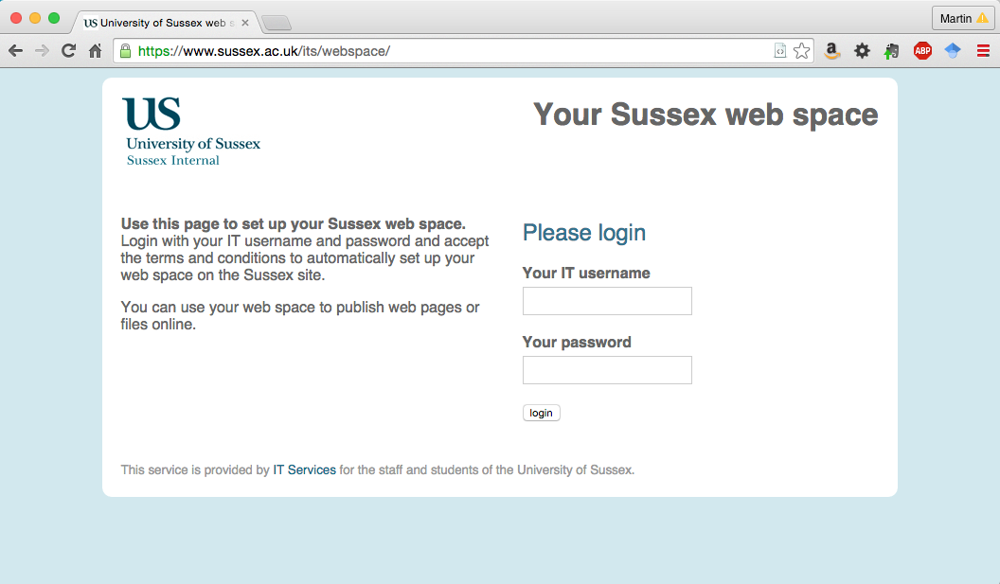 US University of Sussex web s
Martin
https://www.sussex.ac.uk/its/webspace/
a
ABP
US
University of Sussex
Sussex Internal
Your Sussex web space
Use this page to set up your Sussex web space.
Login with your IT username and password and accept
the terms and conditions to automatically set up your
web space on the Sussex site.
You can use your web space to publish web pages or
files online.
Please login
Your IT username
Your password
login
This service is provided by IT Services for the staff and students of the University of Sussex.